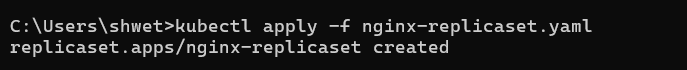 C:\Users\shwet>kubectl apply -f nginx-replicaset.yaml
replicaset.apps/nginx-replicaset created